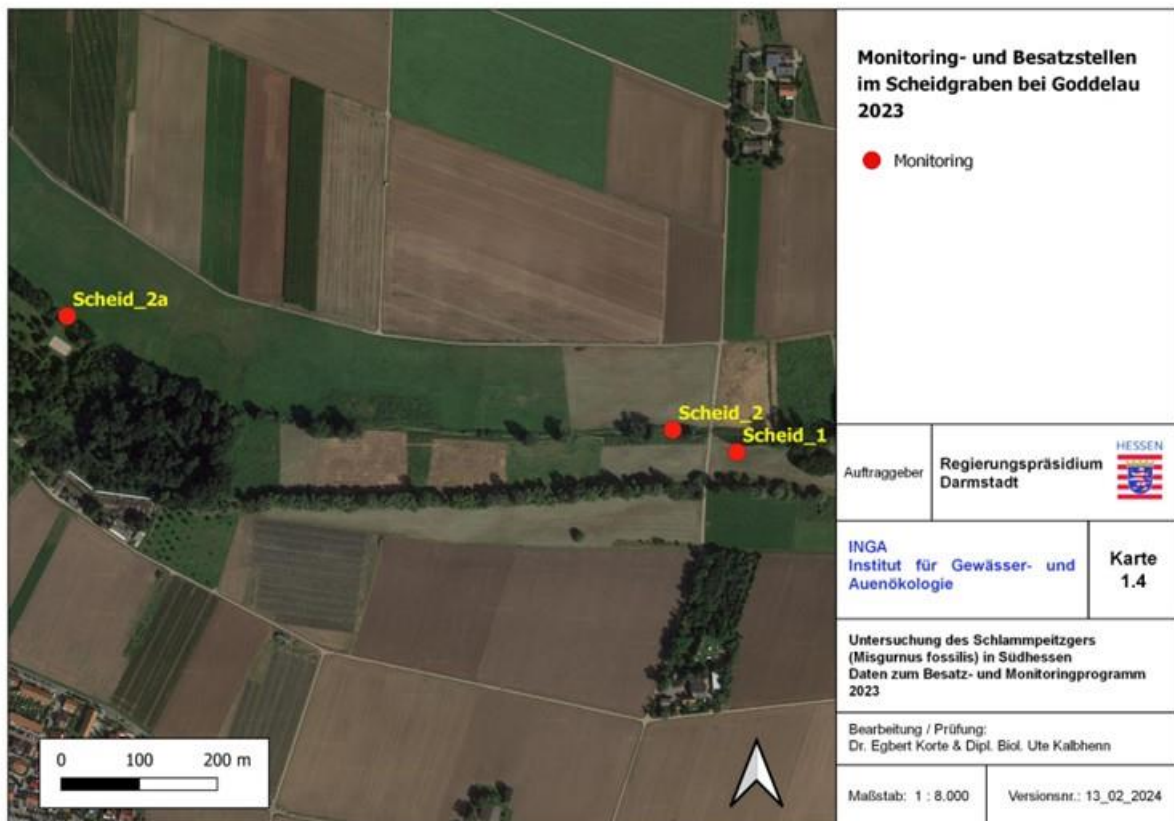 Monitoring- und Besatzstellen
im Scheidgraben bei Goddelau
2023
Monitoring
Scheid_2a
Scheid_2
Scheid_1
0 100 200 m
Auftraggeber
Regierungspräsidium
Darmstadt
HESSEN
INGA
Institut für Gewässer- und
Auenökologie
Karte
1.4
Untersuchung des Schlammpeitzgers
(Misgurnus fossilis) in Südhessen
Daten zum Besatz- und Monitoringprogramm
2023
Bearbeitung / Prüfung:
Dr. Egbert Korte & Dipl. Biol. Ute Kalbhenn
Maßstab: 1 : 8.000
Versionsnr.: 13_02_2024